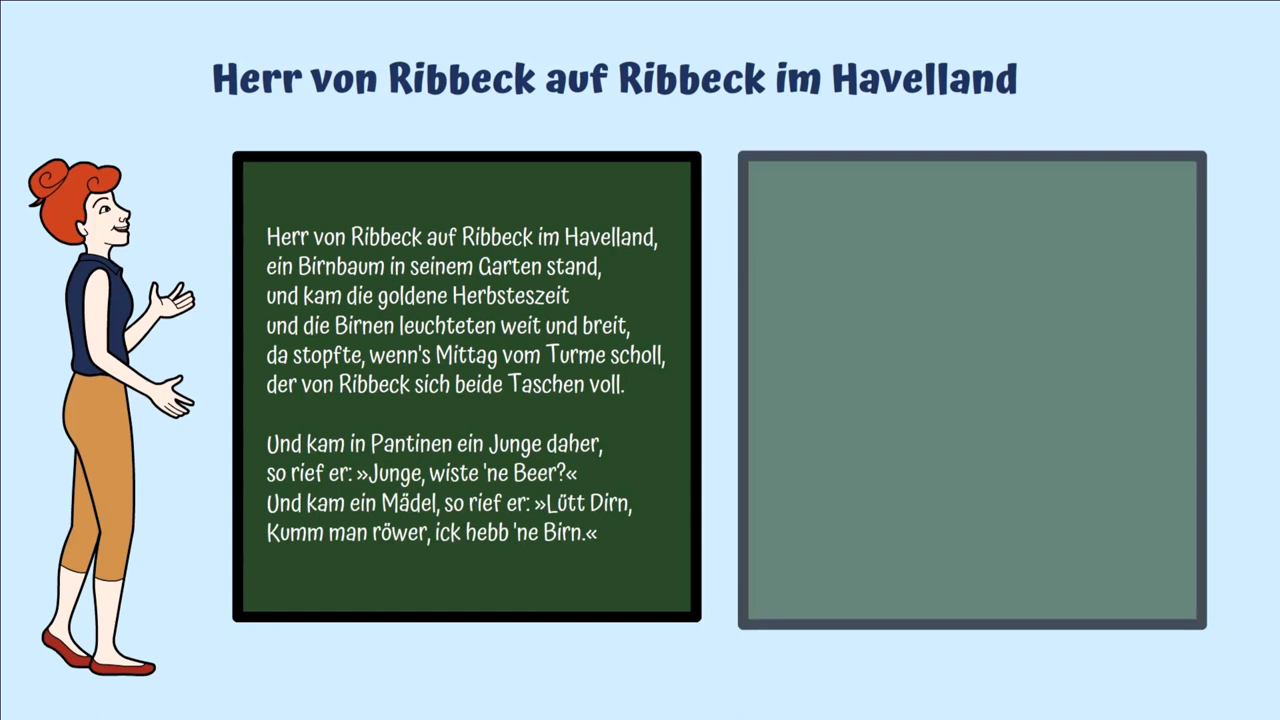 Herr von Ribbeck auf Ribbeck im Havelland
Herr von Ribbeck auf Ribbeck im Havelland,
ein Birnbaum in seinem Garten stand,
und kam die goldene Herbsteszeit
und die Birnen leuchteten weit und breit,
da stopfte, wenn's Mittag vom Turme scholl,
der von Ribbeck sich beide Taschen voll.
Und kam in Pantinen ein Junge daher,
so rief er: »Junge, wiste 'ne Beer?«
Und kam ein Mädel, so rief er: »Lütt Dirn,
Kumm man röwer, ick hebb 'ne Birn.«